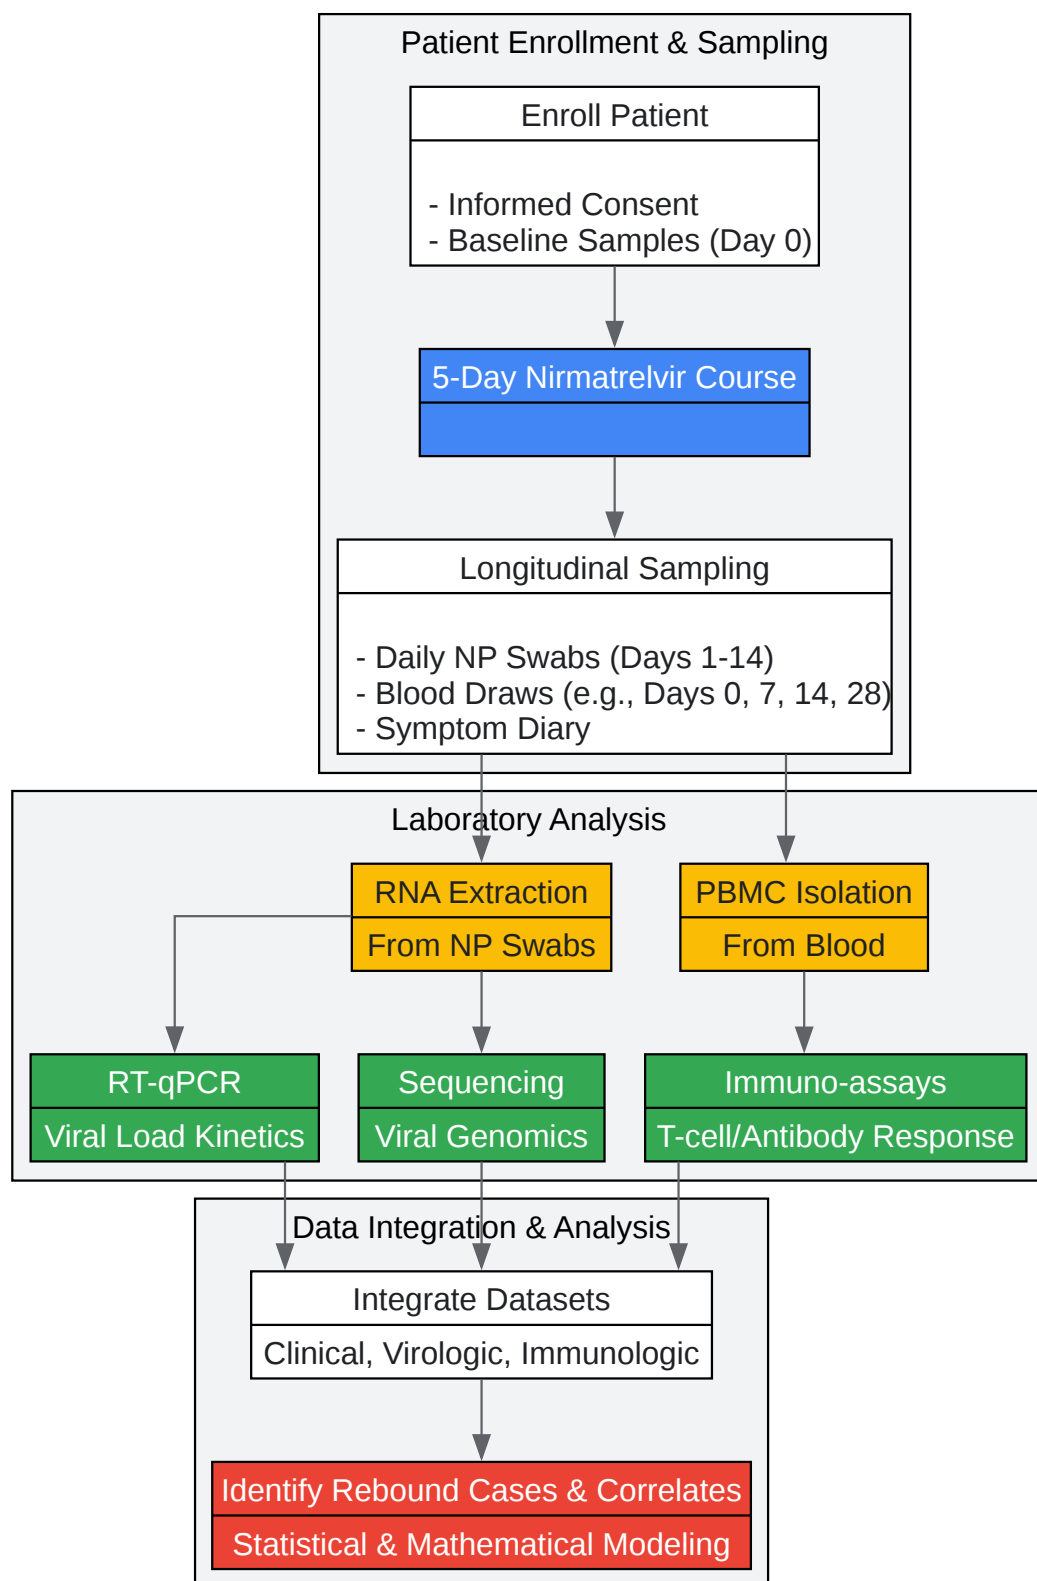 Patient Enrollment & Sampling
Enroll Patient
- Informed Consent
- Baseline Samples (Day 0)
5-Day Nirmatrelvir Course
Longitudinal Sampling
- Daily NP Swabs (Days 1-14)
- Blood Draws (e.g., Days 0, 7, 14, 28)
- Symptom Diary
Laboratory Analysis
RNA Extraction
From NP Swabs
PBMC Isolation
From Blood
RT-qPCR
Viral Load Kinetics
Sequencing
Viral Genomics
Immuno-assays
T-cell/Antibody Response
Data Integration & Analysis
Integrate Datasets
Clinical, Virologic, Immunologic
Identify Rebound Cases & Correlates
Statistical & Mathematical Modeling